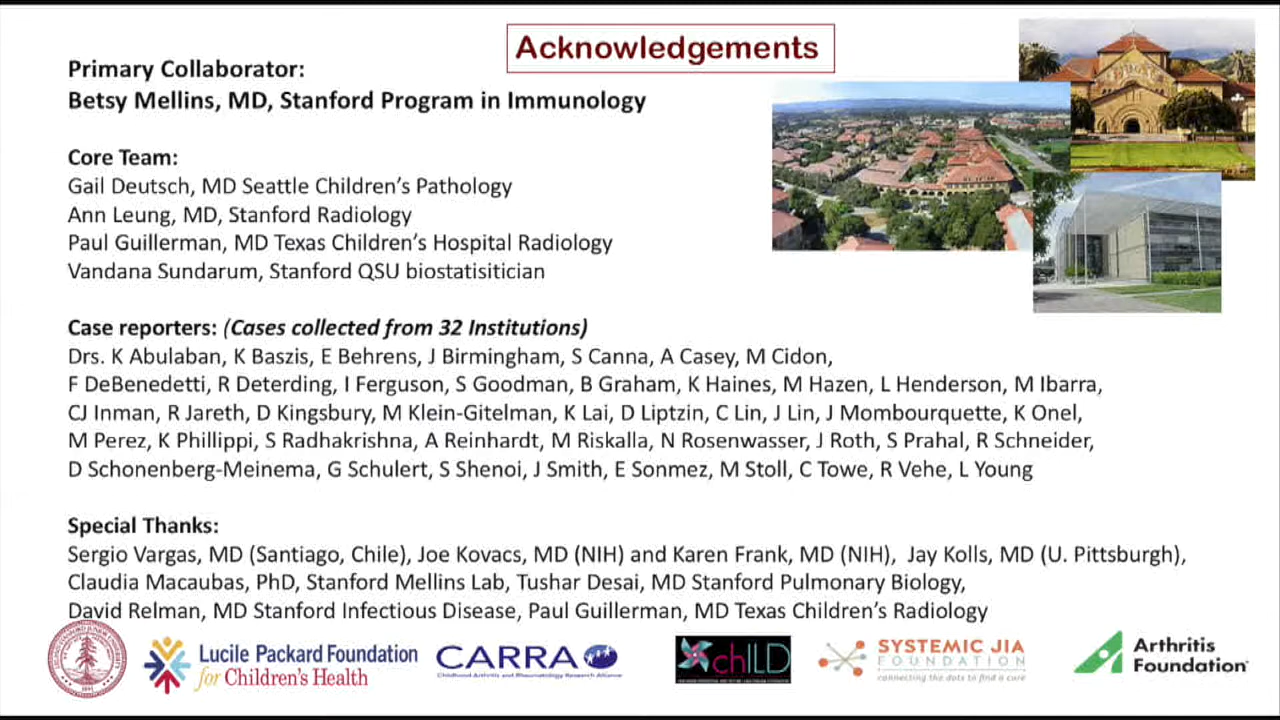 Acknowledgements
Primary Collaborator:
Betsy Mellins, MD, Stanford Program in Immunology
Core Team:
Gail Deutsch, MD Seattle Children's Pathology
Ann Leung, MD, Stanford Radiology
Paul Guillerman, MD Texas Children's Hospital Radiology
Vandana Sundarum, Stanford QSU biostatisitician
Case reporters: (Cases collected from 32 Institutions)
Drs. K Abulaban, K Baszis, E Behrens, J Birmingham, S Canna, A Casey, M Cidon,
F DeBenedetti, R Deterding, I Ferguson, S Goodman, B Graham, K Haines, M Hazen, L Henderson, M Ibarra,
CJ Inman, R Jareth, D Kingsbury, M Klein-Gitelman, K Lai, D Liptzin, C Lin, J Lin, J Mombourquette, K Onel,
M Perez, K Phillippi, S Radhakrishna, A Reinhardt, M Riskalla, N Rosenwasser, J Roth, S Prahal, R Schneider,
D Schonenberg-Meinema, G Schulert, S Shenoi, J Smith, E Sonmez, M Stoll, C Towe, R Vehe, L Young
Special Thanks:
Sergio Vargas, MD (Santiago, Chile), Joe Kovacs, MD (NIH) and Karen Frank, MD (NIH), Jay Kolls, MD (U. Pittsburgh),
Claudia Macaubas, PhD, Stanford Mellins Lab, Tushar Desai, MD Stanford Pulmonary Biology,
David Relman, MD Stanford Infectious Disease, Paul Guillerman, MD Texas Children's Radiology
Lucile Packard Foundation
for Children's Health
CARRA
Childhood Arthritis and Rheumatology Research Alliance
chILD
SYSTEMIC JIA
FOUNDATION
connecting the dots to find a cure
Arthritis
Foundation